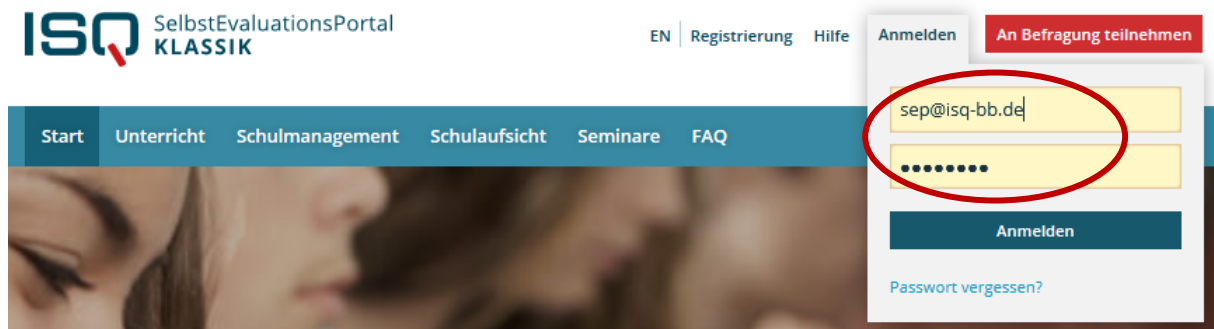 ISQ SelbstEvaluationsPortal
KLASSIK
EN Registrierung Hilfe Anmelden An Befragung teilnehmen
sep@isq-bb.de
••••••••
Start Unterricht Schulmanagement Schulaufsicht Seminare FAQ
Anmelden
Passwort vergessen?